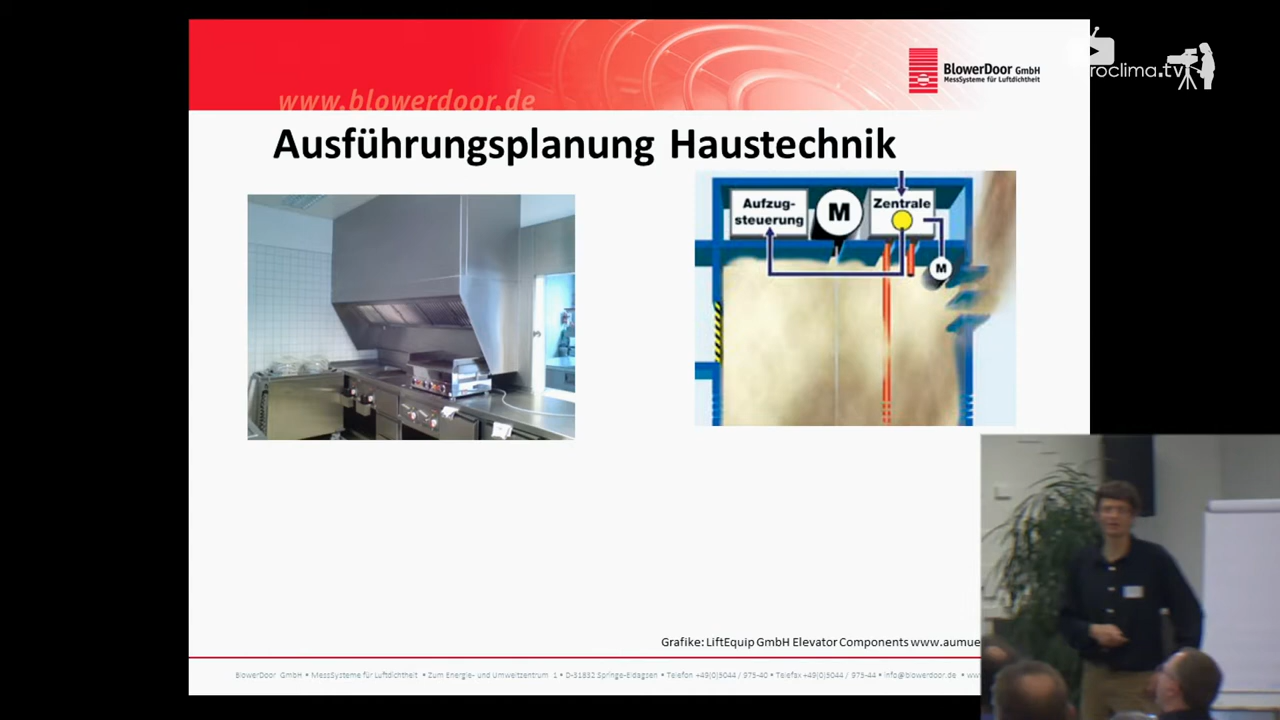 www.blowerdoor.de
BlowerDoor GmbH
MessSysteme für Luftdichtheit
roclima.tv
Ausführungsplanung Haustechnik
Aufzug-
steuerung
M
Zentrale
M
Grafike: LiftEquip GmbH Elevator Components www.aumue
BlowerDoor GmbH • MessSysteme für Luftdichtheit • Zum Energie- und Umweltzentrum 1 • D-31832 Springe-Eldagsen • Telefon +49(0)5044 / 975-40 • Telefax +49(0)5044 / 975-44 • info@blowerdoor.de • www